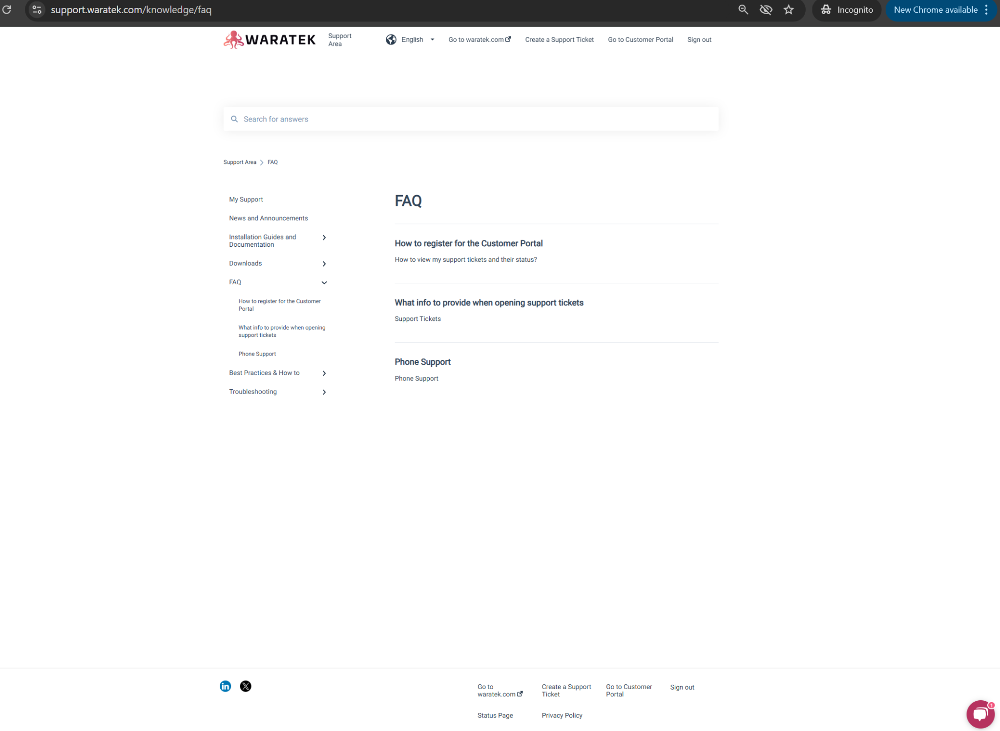 support.waratek.com/knowledge/faq
Incognito
New Chrome available
WARATEK
Support
Area
English
Go to waratek.com
Create a Support Ticket
Go to Customer Portal
Sign out
Search for answers
Support Area
FAQ
My Support
News and Announcements
Installation Guides and
Documentation
Downloads
FAQ
How to register for the Customer
Portal
What info to provide when opening
support tickets
Phone Support
Best Practices & How to
Troubleshooting
FAQ
How to register for the Customer Portal
How to view my support tickets and their status?
What info to provide when opening support tickets
Support Tickets
Phone Support
Phone Support
in
X
Go to
waratek.com
Create a Support
Ticket
Go to Customer
Portal
Sign out
Status Page
Privacy Policy
1